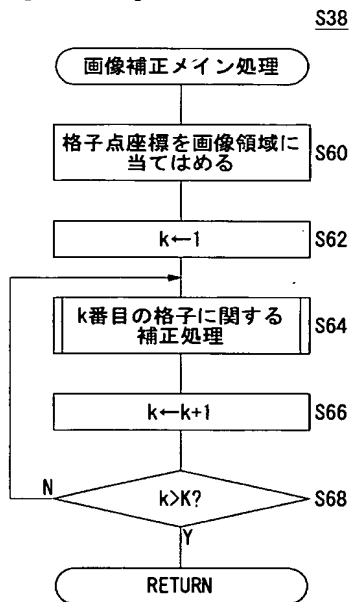 S38
画像補正メイン処理
格子点座標を画像領域に
当てはめる
S60
k←1
S62
k番目の格子に関する
補正処理
S64
k←k+1
S66
N
k>K?
S68
Y
RETURN